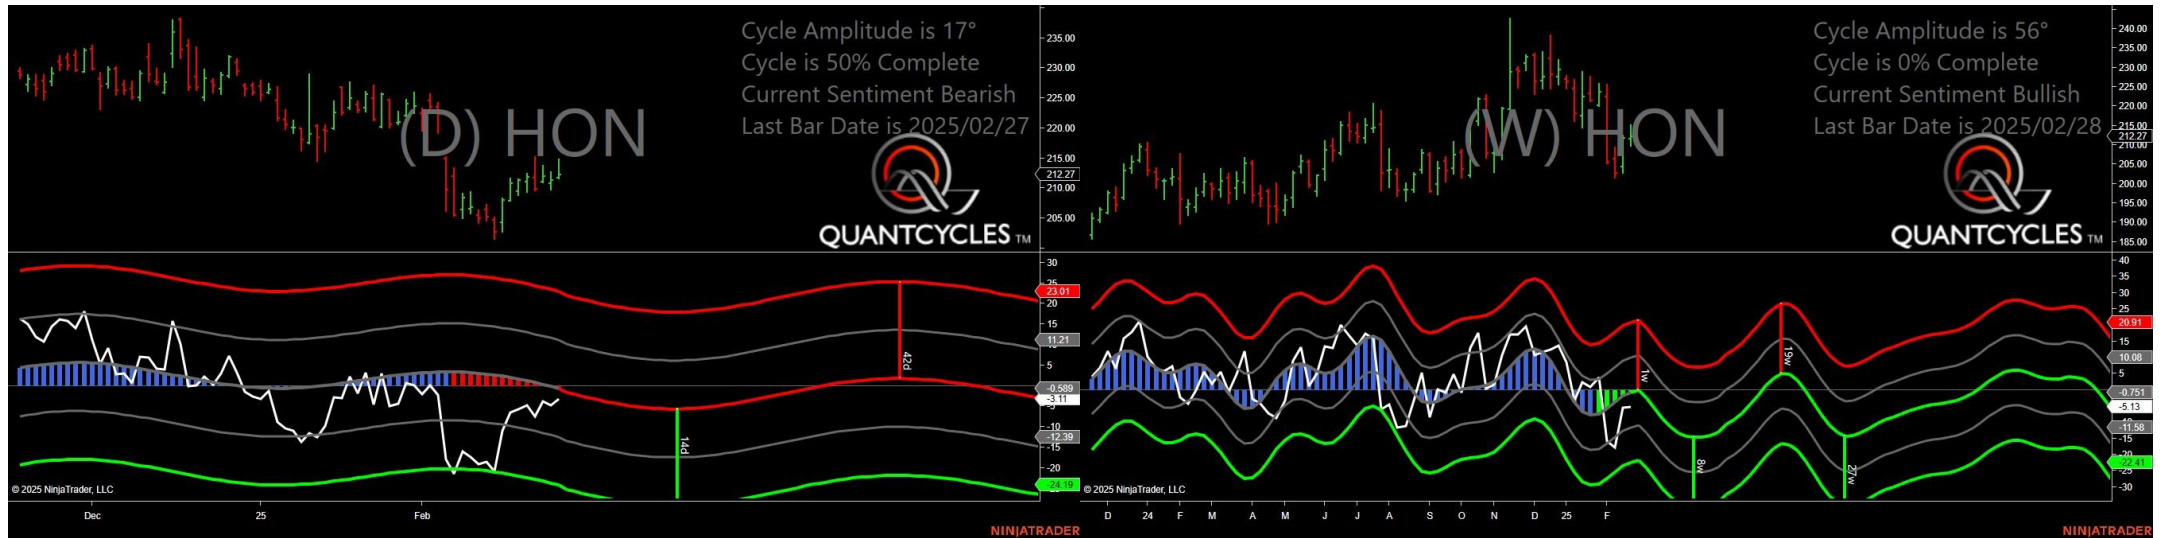 Cycle Amplitude is 17°
Cycle is 50% Complete
Current Sentiment Bearish
Last Bar Date is 2025/02/27
(D) HON
QUANTCYCLES TM
235.00
230.00
225.00
220.00
215.00
212.27
210.00
205.00
30
25
23.01
20
15
11.21
5
-0.589
-3.11
-10
-12.39
-15
-20
-24.19
42d
14d
© 2025 NinjaTrader, LLC
Dec
25
Feb
NINJATRADER
Cycle Amplitude is 56°
Cycle is 0% Complete
Current Sentiment Bullish
Last Bar Date is 2025/02/28
(W) HON
QUANTCYCLES TM
240.00
235.00
230.00
225.00
220.00
215.00
212.27
210.00
205.00
200.00
195.00
190.00
185.00
40
35
30
25
20.91
15
10.08
5
-0.751
-5.13
-11.58
-15
-22.41
-25
-30
1w
19w
8w
27w
© 2025 NinjaTrader, LLC
D 24 F M A M J J A S O N D 25 F
NINJATRADER